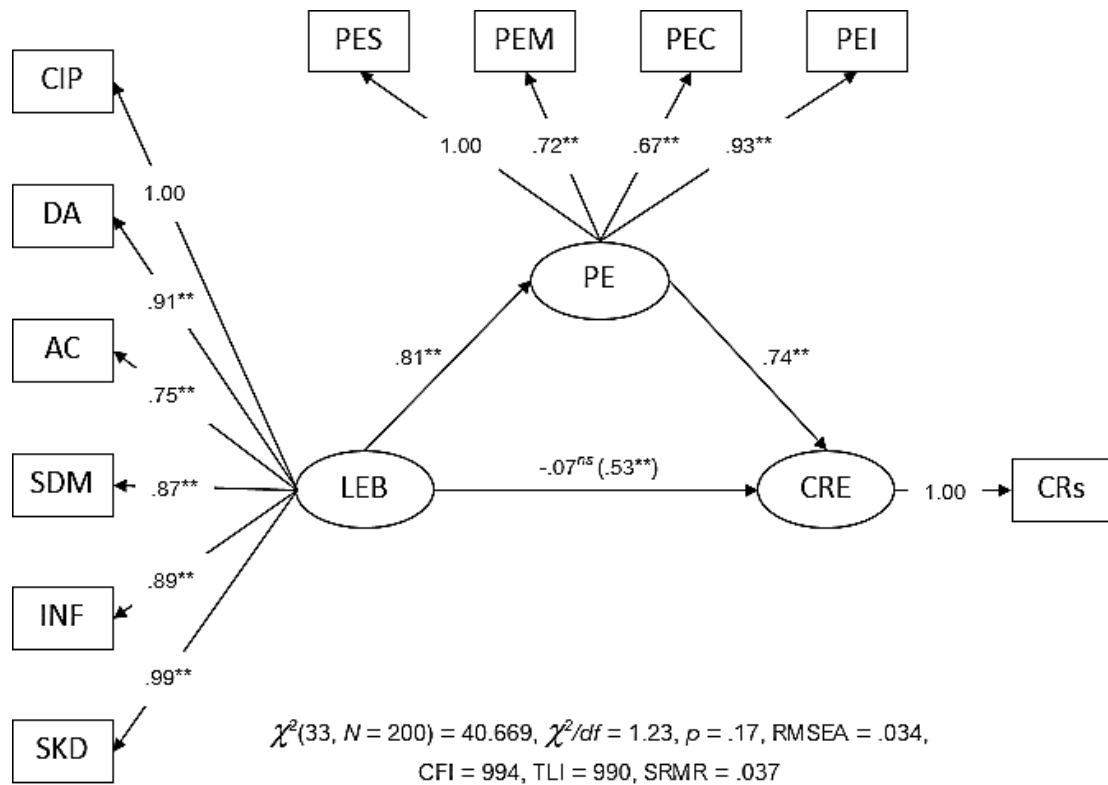 PES PEM PEC PEI
CIP
1.00 .72** .67** .93**
1.00
DA
PE
.91**
AC
.81** .74**
.75**
SDM .87** LEB -.07ns (.53**) CRE 1.00 CRs
.89**
INF
.99**
SKD
χ²(33, N = 200) = 40.669, χ²/df = 1.23, p = .17, RMSEA = .034,
CFI = 994, TLI = 990, SRMR = .037